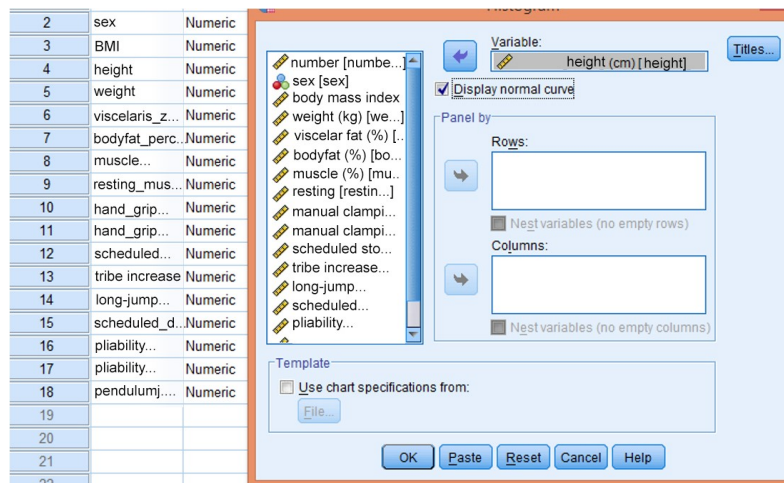 Histogram
2 sex Numeric
3 BMI Numeric
4 height Numeric
5 weight Numeric
6 viscelaris_z... Numeric
7 bodyfat_perc... Numeric
8 muscle... Numeric
9 resting_mus... Numeric
10 hand_grip... Numeric
11 hand_grip... Numeric
12 scheduled... Numeric
13 tribe increase Numeric
14 long-jump... Numeric
15 scheduled_d... Numeric
16 pliability... Numeric
17 pliability... Numeric
18 pendulumj.... Numeric
19
20
21
22
number [numbe...]
sex [sex]
body mass index
weight (kg) [we...]
viscelar fat (%) [..
bodyfat (%) [bo...
muscle (%) [mu..
resting [restin...]
manual clampi...
manual clampi...
scheduled sto...
tribe increase...
long-jump...
scheduled...
pliability...
Variable:
height (cm) [height]
Titles...
Display normal curve
Panel by
Rows:
Nest variables (no empty rows)
Columns:
Nest variables (no empty columns)
Template
Use chart specifications from:
File...
OK Paste Reset Cancel Help